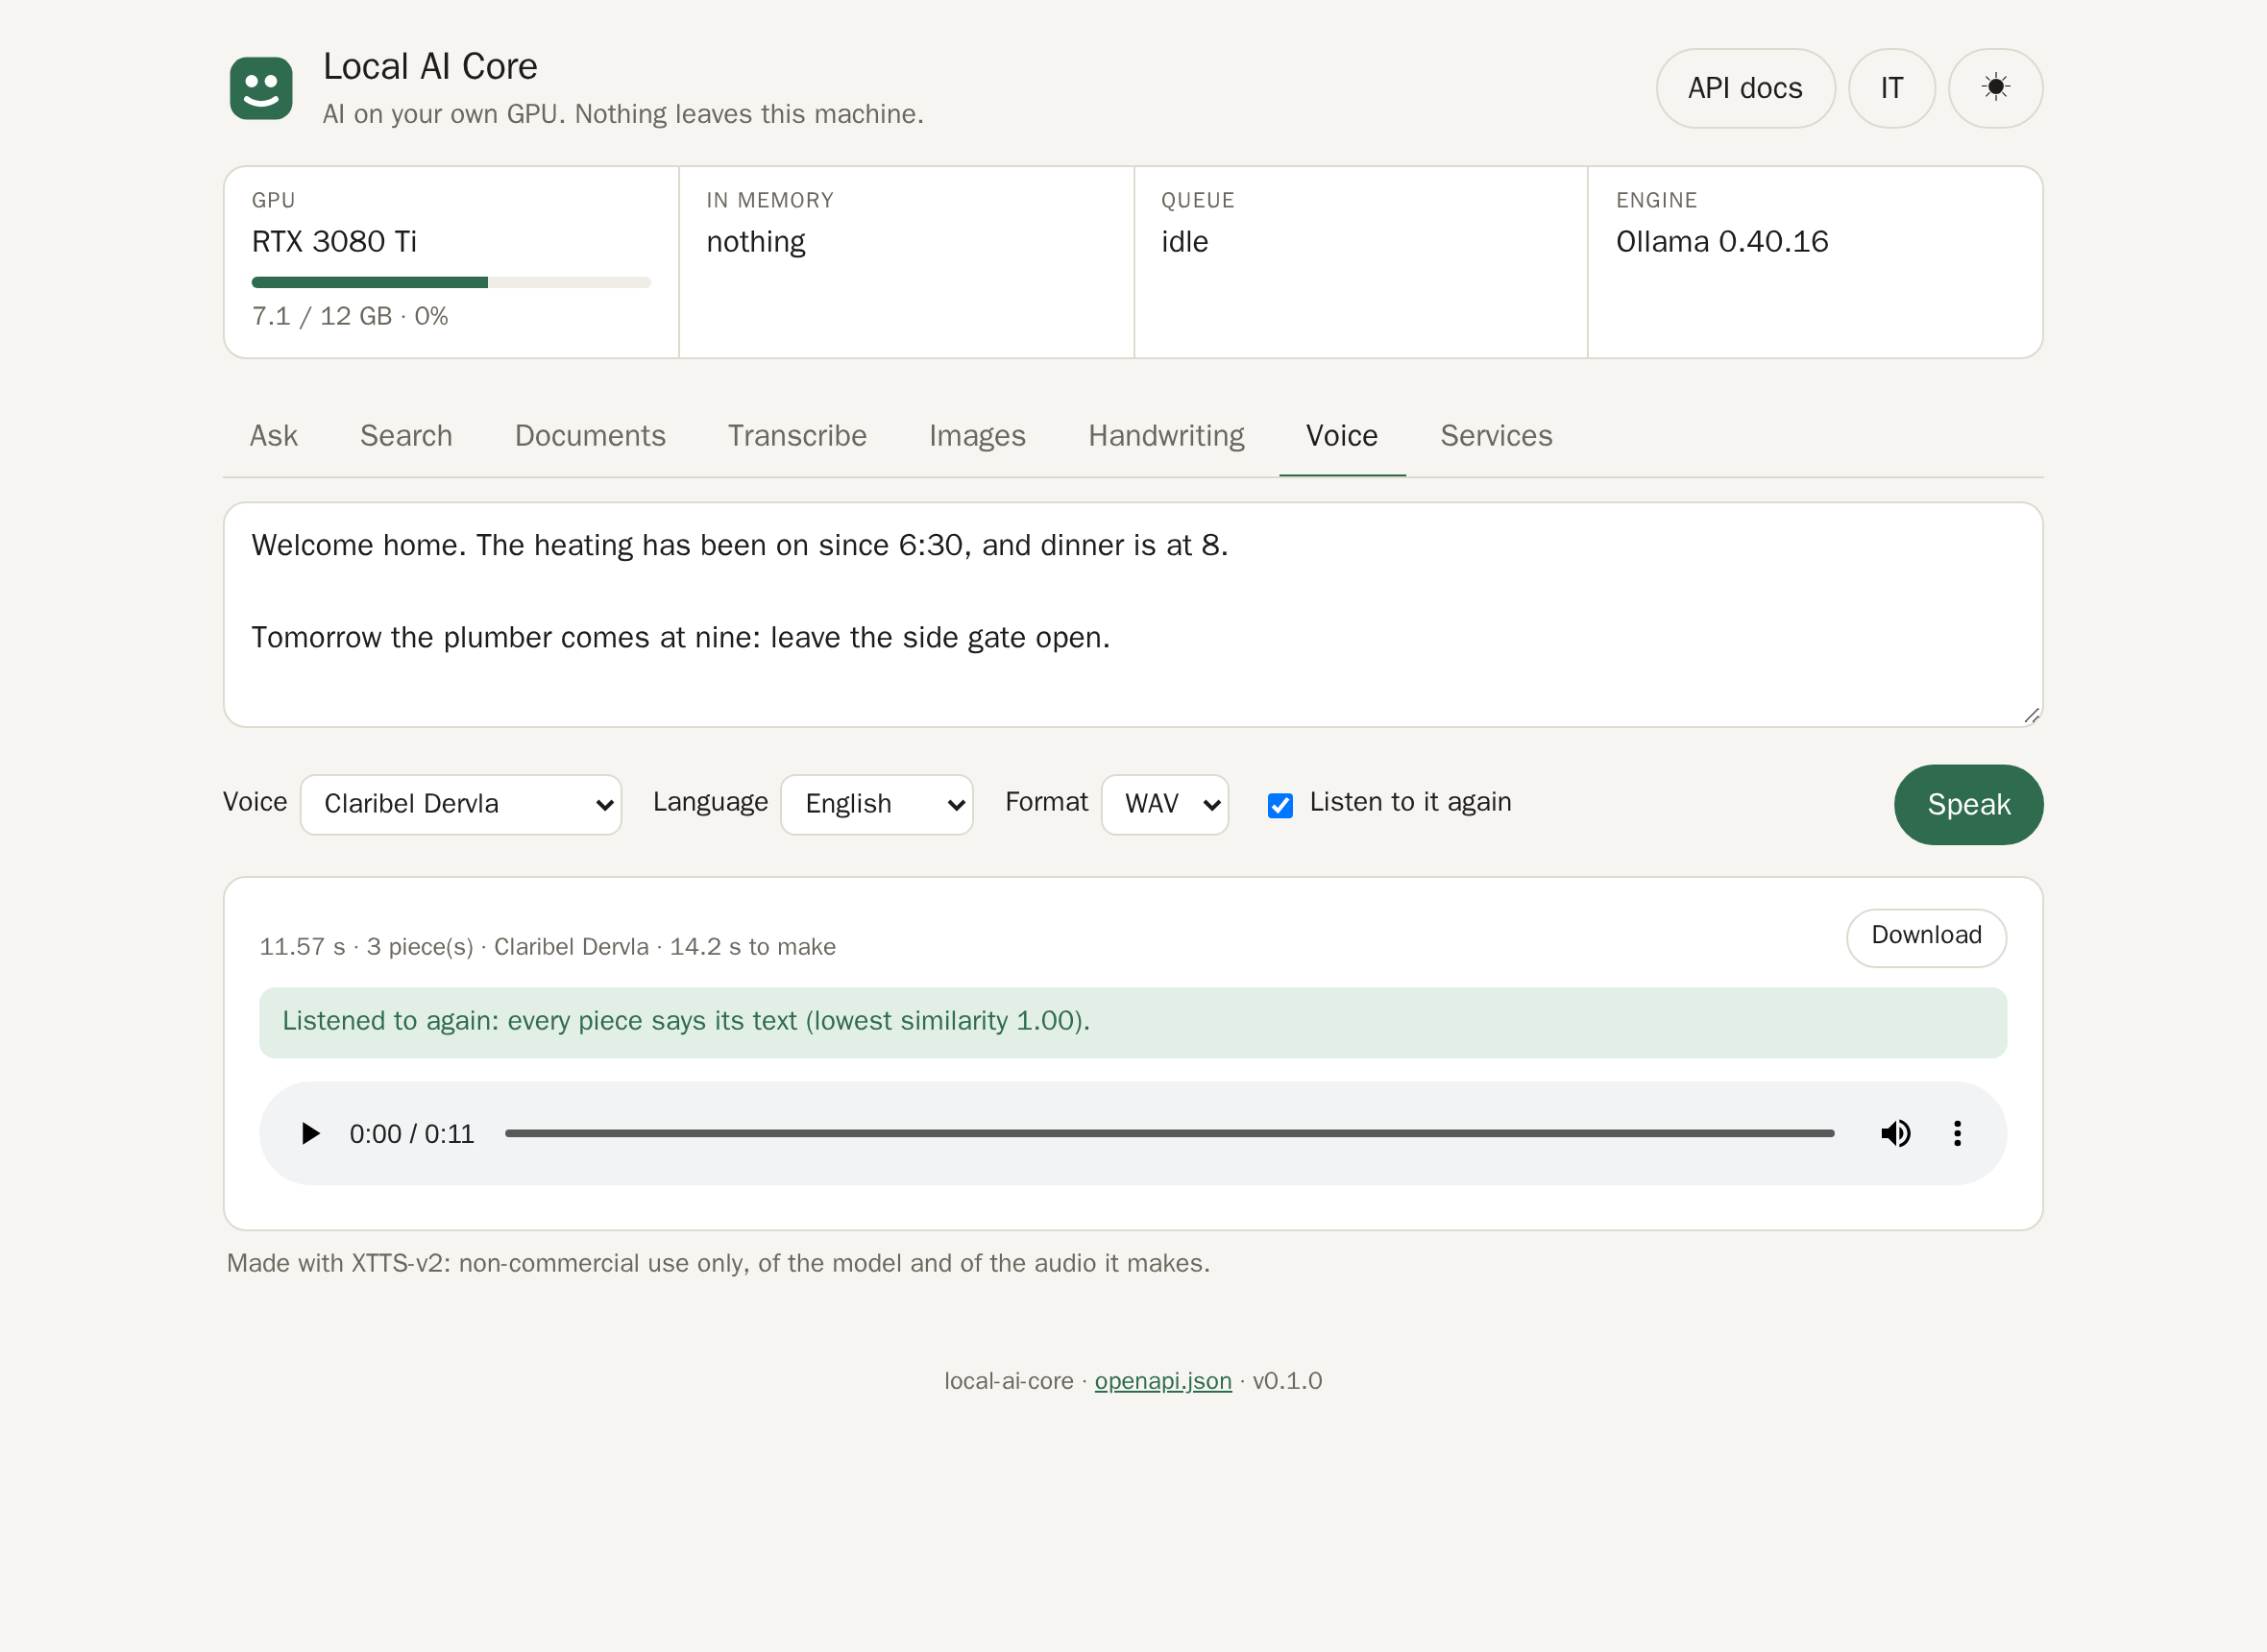 Local AI Core
AI on your own GPU. Nothing leaves this machine.
API docs
IT
GPU
RTX 3080 Ti
7.1 / 12 GB · 0%
IN MEMORY
nothing
QUEUE
idle
ENGINE
Ollama 0.40.16
Ask Search Documents Transcribe Images Handwriting Voice Services
Welcome home. The heating has been on since 6:30, and dinner is at 8.
Tomorrow the plumber comes at nine: leave the side gate open.
Voice Claribel Dervla Language English Format WAV Listen to it again Speak
Download
11.57 s · 3 piece(s) · Claribel Dervla · 14.2 s to make
Listened to again: every piece says its text (lowest similarity 1.00).
0:00 / 0:11
Made with XTTS-v2: non-commercial use only, of the model and of the audio it makes.
local-ai-core · openapi.json · v0.1.0